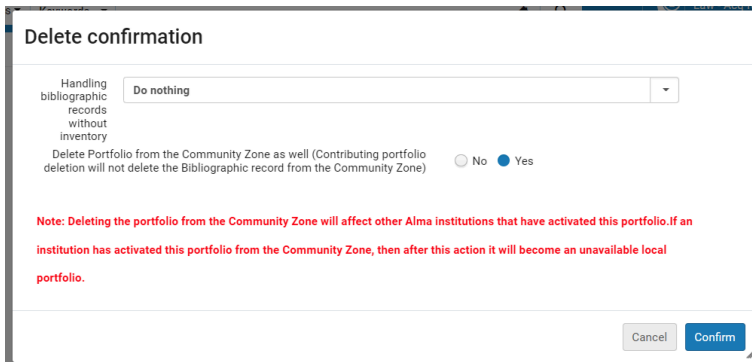 Keywords
Law - Acq
Delete confirmation
Handling
bibliographic
records
without
inventory
Do nothing
Delete Portfolio from the Community Zone as well (Contributing portfolio
deletion will not delete the Bibliographic record from the Community Zone)
No Yes
Note: Deleting the portfolio from the Community Zone will affect other Alma institutions that have activated this portfolio.If an
institution has activated this portfolio from the Community Zone, then after this action it will become an unavailable local
portfolio.
Cancel Confirm